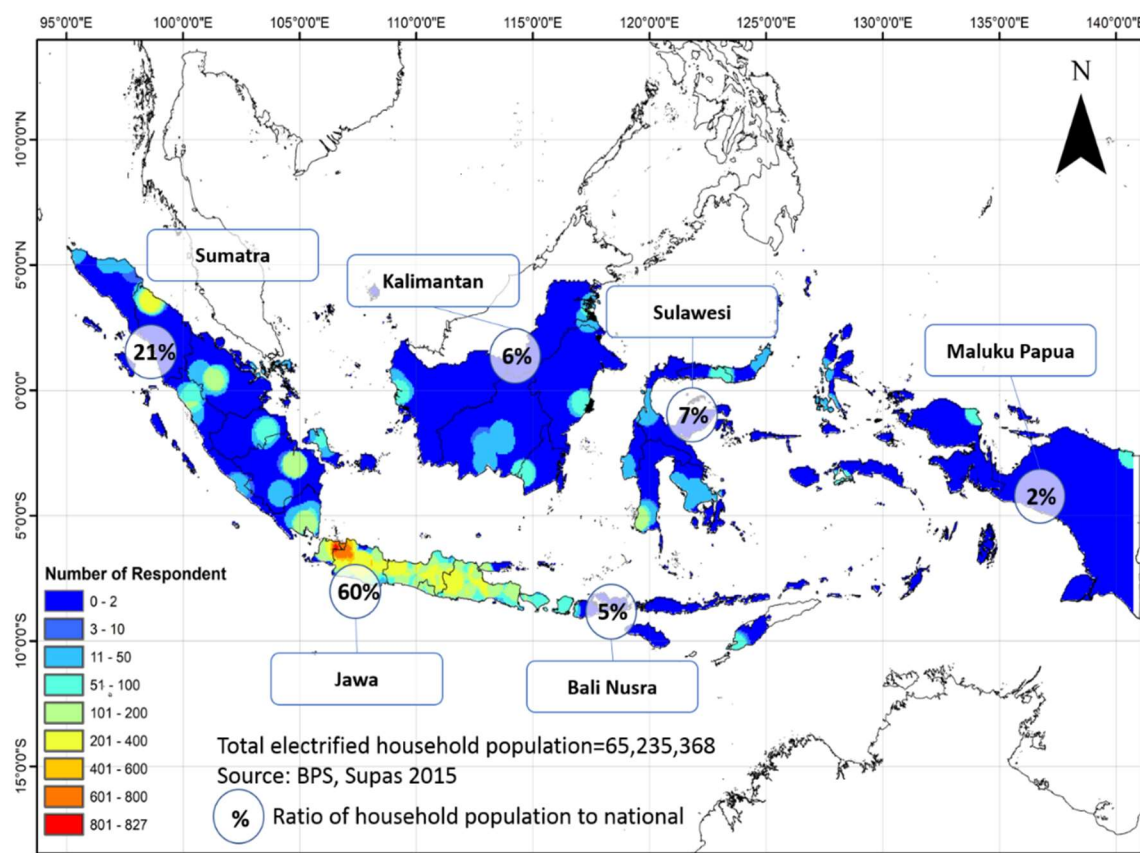 95°0'0"E 100°0'0"E 105°0'0"E 110°0'0"E 115°0'0"E 120°0'0"E 125°0'0"E 130°0'0"E 135°0'0"E 140°0'0"E
N
10°0'0"N
5°0'0"N
0°0'0"
5°0'0"S
10°0'0"S
15°0'0"S
Sumatra
Kalimantan
Sulawesi
Maluku Papua
21%
6%
7%
2%
60%
5%
Jawa
Bali Nusra
Number of Respondent
0 - 2
3 - 10
11 - 50
51 - 100
101 - 200
201 - 400
401 - 600
601 - 800
801 - 827
Total electrified household population=65,235,368
Source: BPS, Supas 2015
% Ratio of household population to national